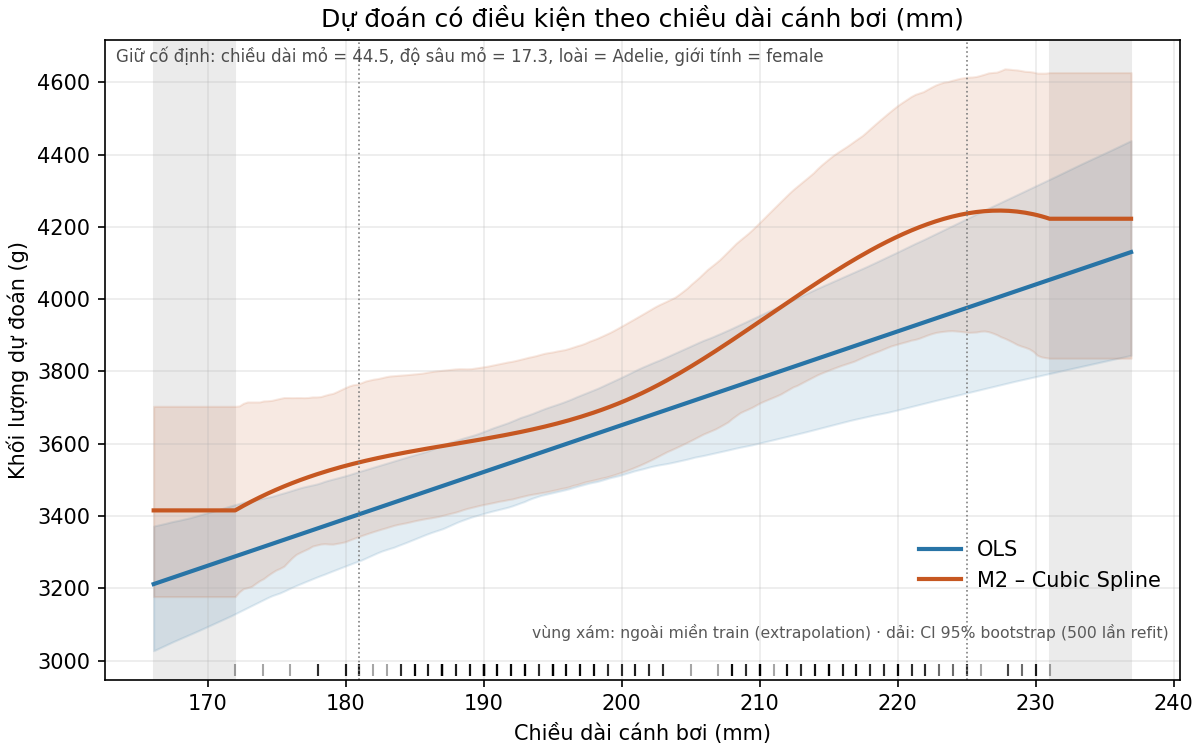 Dự đoán có điều kiện theo chiều dài cánh bơi (mm)
Giữ cố định: chiều dài mỏ = 44.5, độ sâu mỏ = 17.3, loài = Adelie, giới tính = female
Khối lượng dự đoán (g)
4600
4400
4200
4000
3800
3600
3400
3200
3000
OLS
M2 – Cubic Spline
vùng xám: ngoài miền train (extrapolation) · dải: CI 95% bootstrap (500 lần refit)
170 180 190 200 210 220 230 240
Chiều dài cánh bơi (mm)